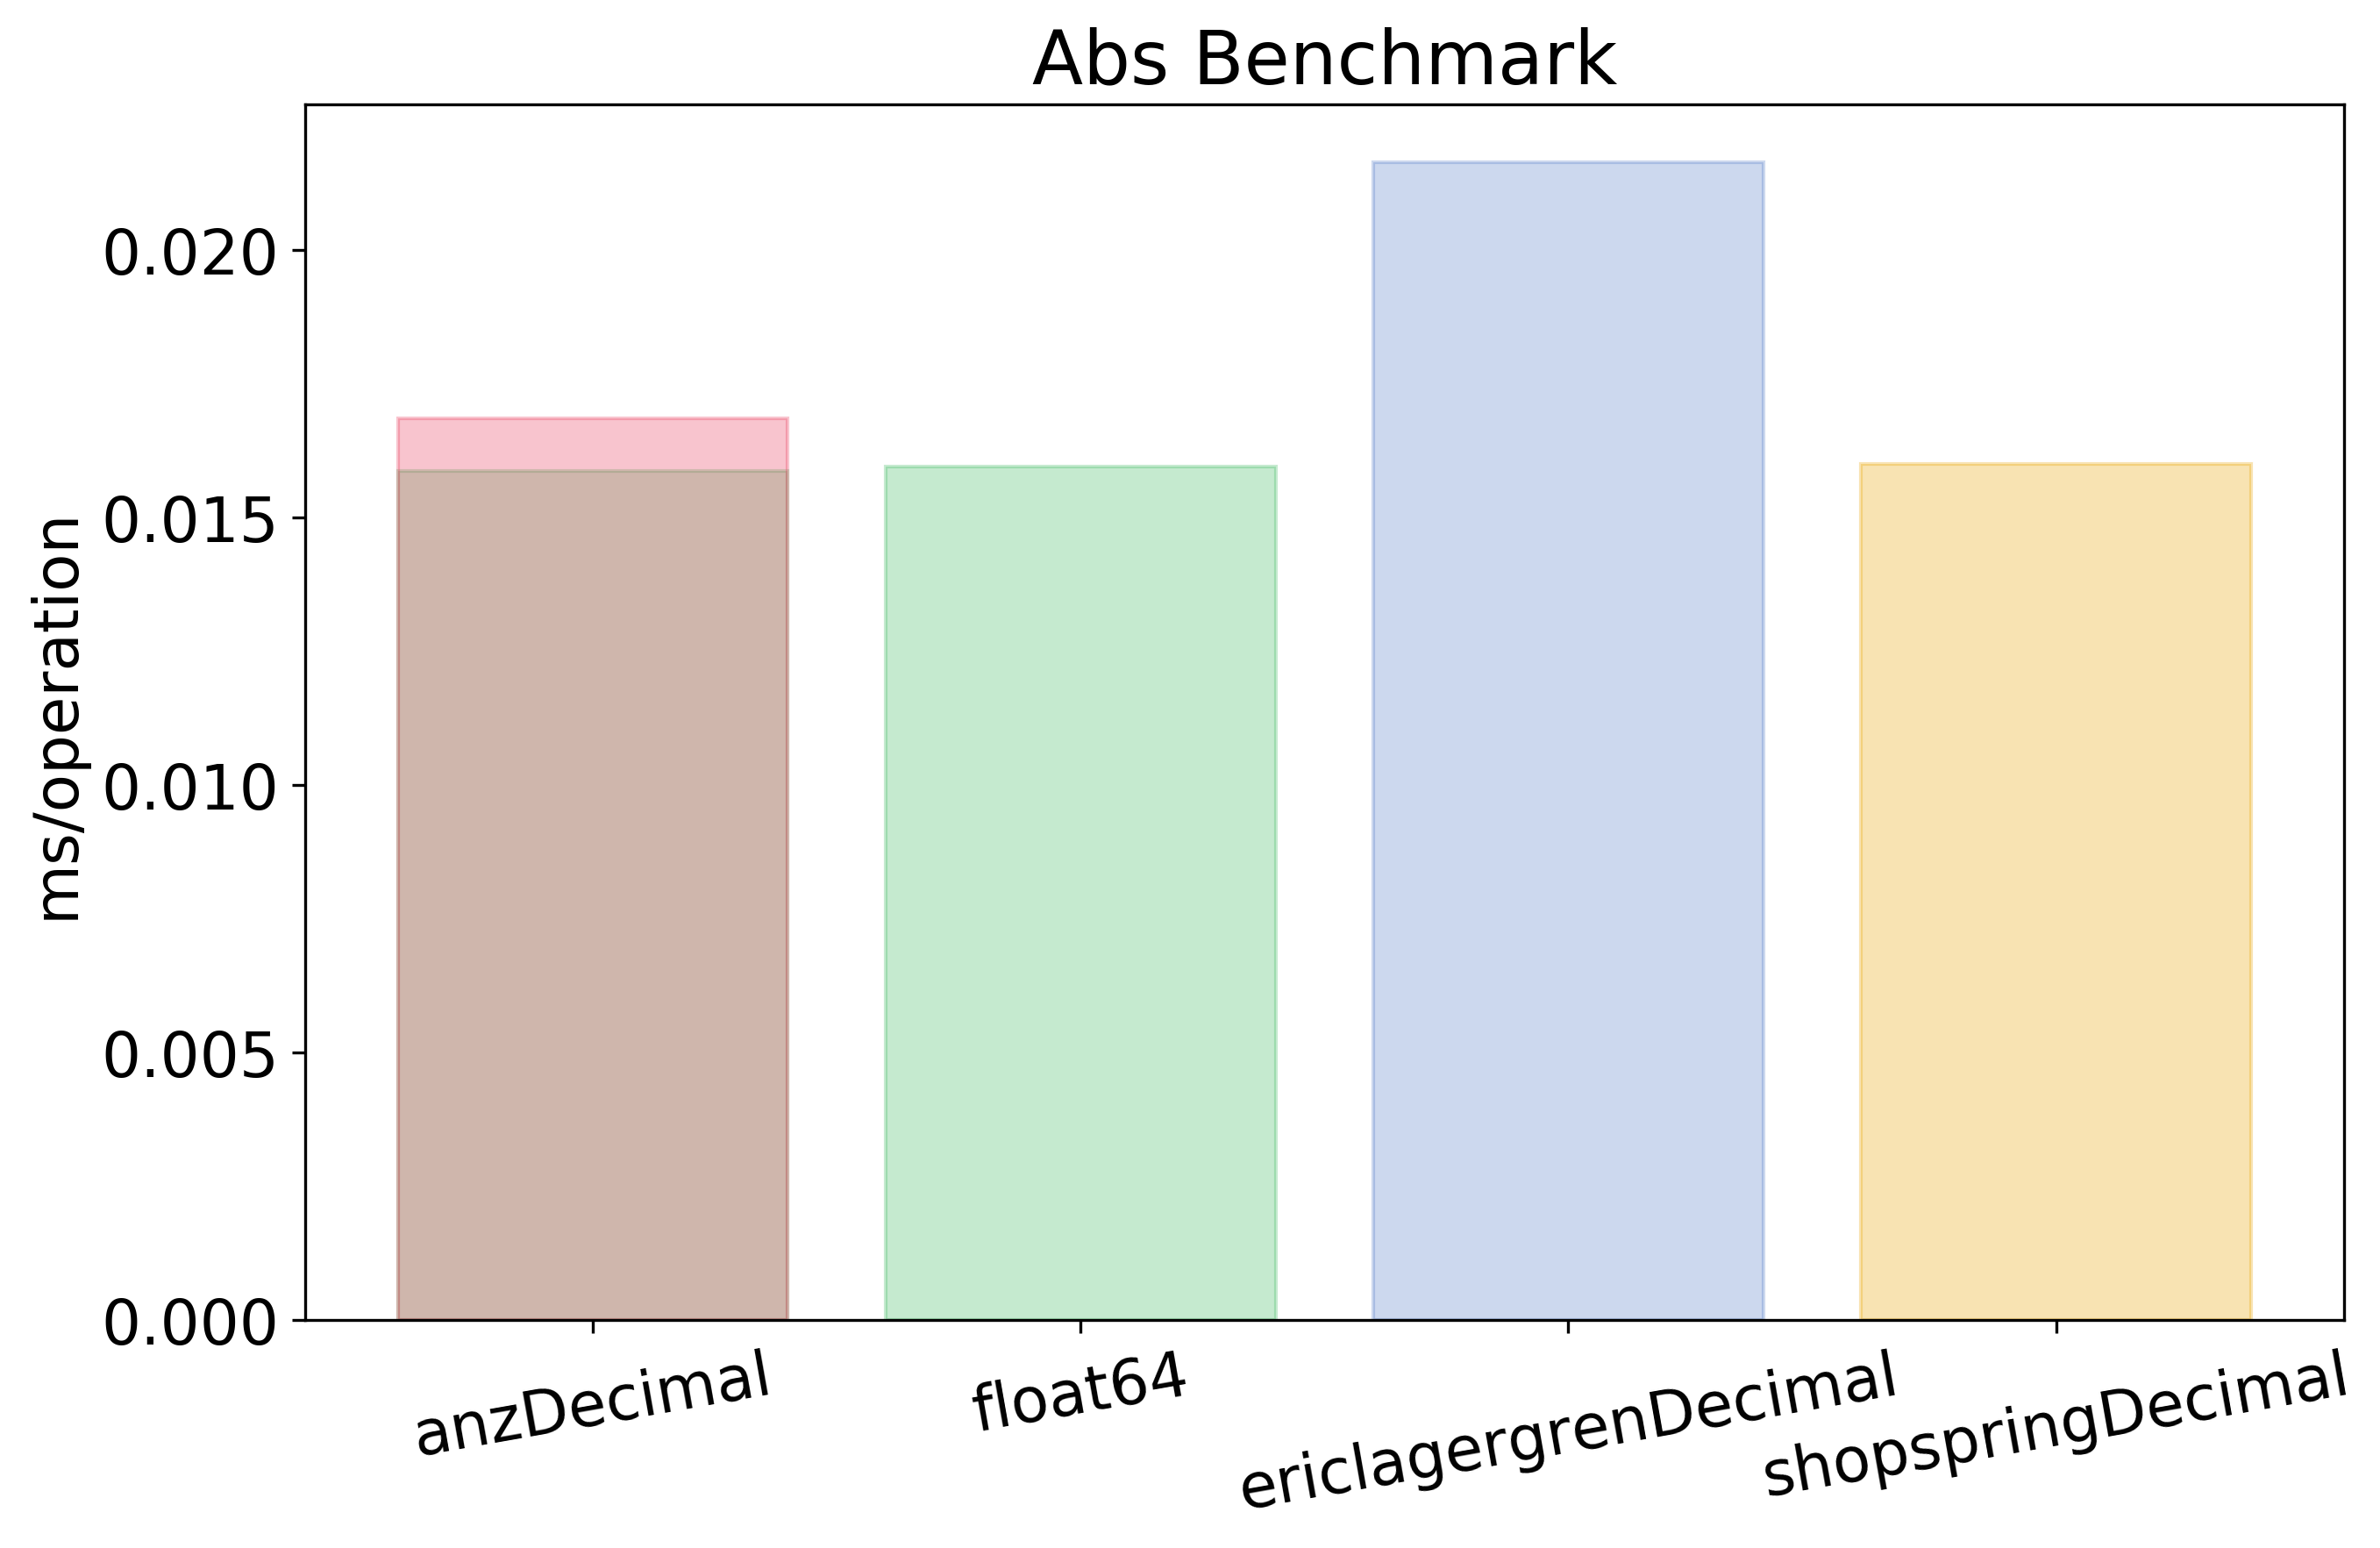 Abs Benchmark
ms/operation
0.020
0.015
0.010
0.005
0.000
anzDecimal
float64
ericlagergrenDecimal
shopspringDecimal